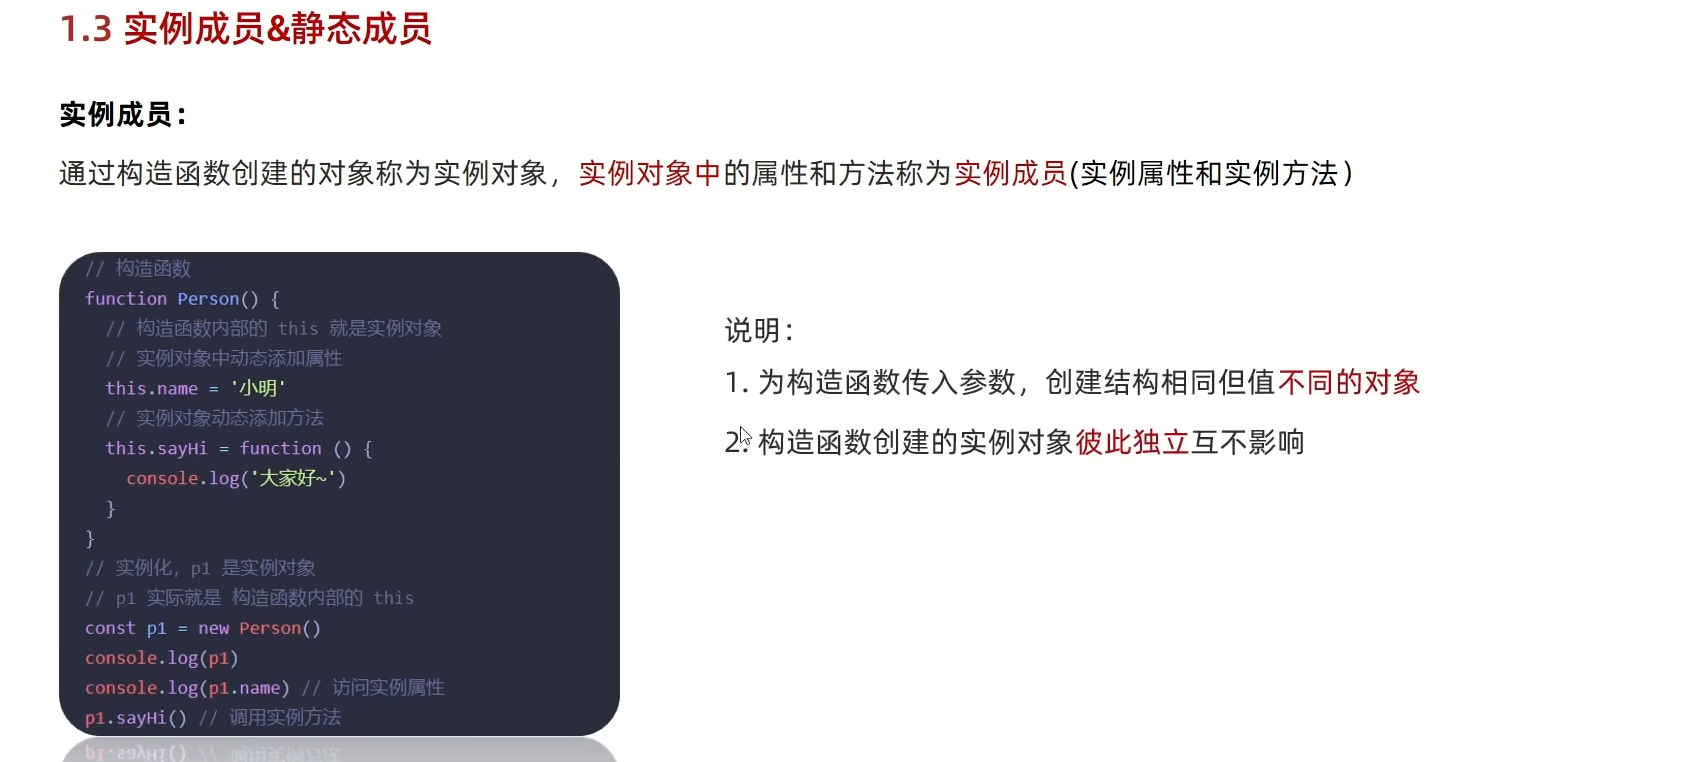 1.3 实例成员&静态成员
实例成员：
通过构造函数创建的对象称为实例对象，实例对象中的属性和方法称为实例成员(实例属性和实例方法）
// 构造函数
function Person() {
// 构造函数内部的 this 就是实例对象
// 实例对象中动态添加属性
this.name = '小明'
// 实例对象动态添加方法
this.sayHi = function () {
console.log('大家好~')
}
}
// 实例化，p1 是实例对象
// p1 实际就是 构造函数内部的 this
const p1 = new Person()
console.log(p1)
console.log(p1.name) // 访问实例属性
p1.sayHi() // 调用实例方法
说明：
1. 为构造函数传入参数，创建结构相同但值不同的对象
2. 构造函数创建的实例对象彼此独立互不影响